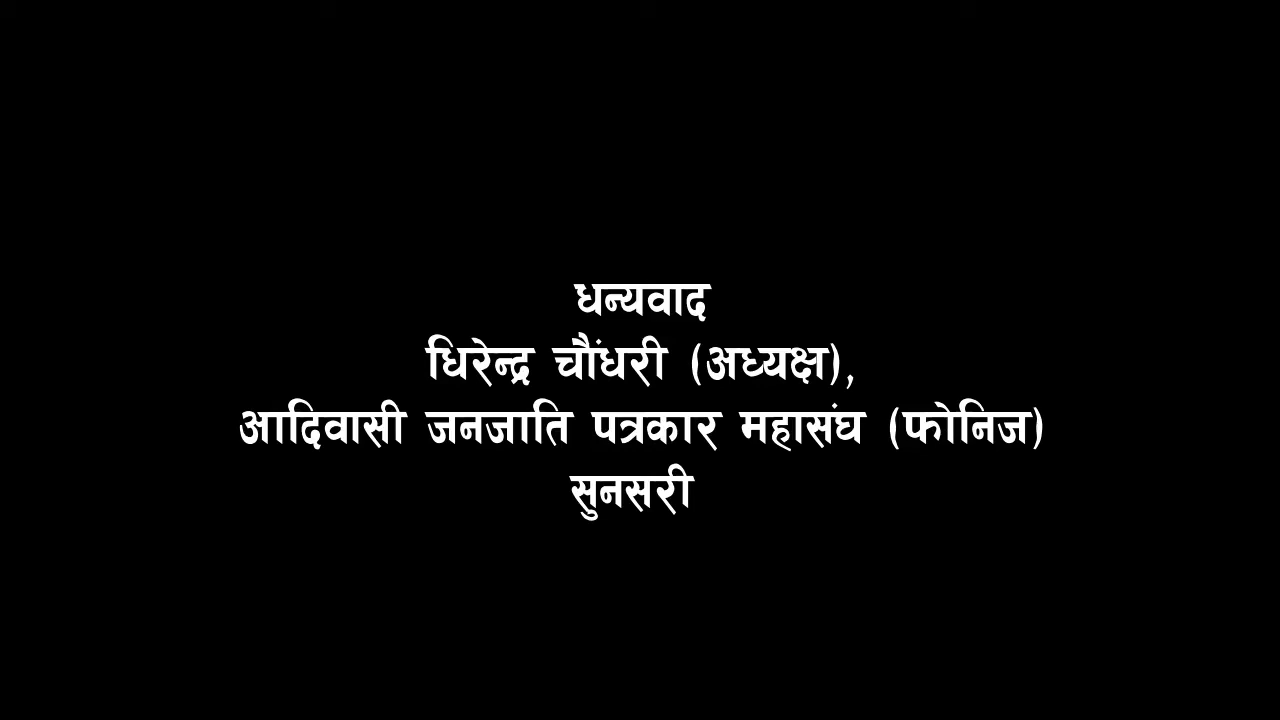 धन्यवाद
धिरेन्द्र चौंधरी (अध्यक्ष),
आदिवासी जनजाति पत्रकार महासंघ (फोनिज)
सुनसरी